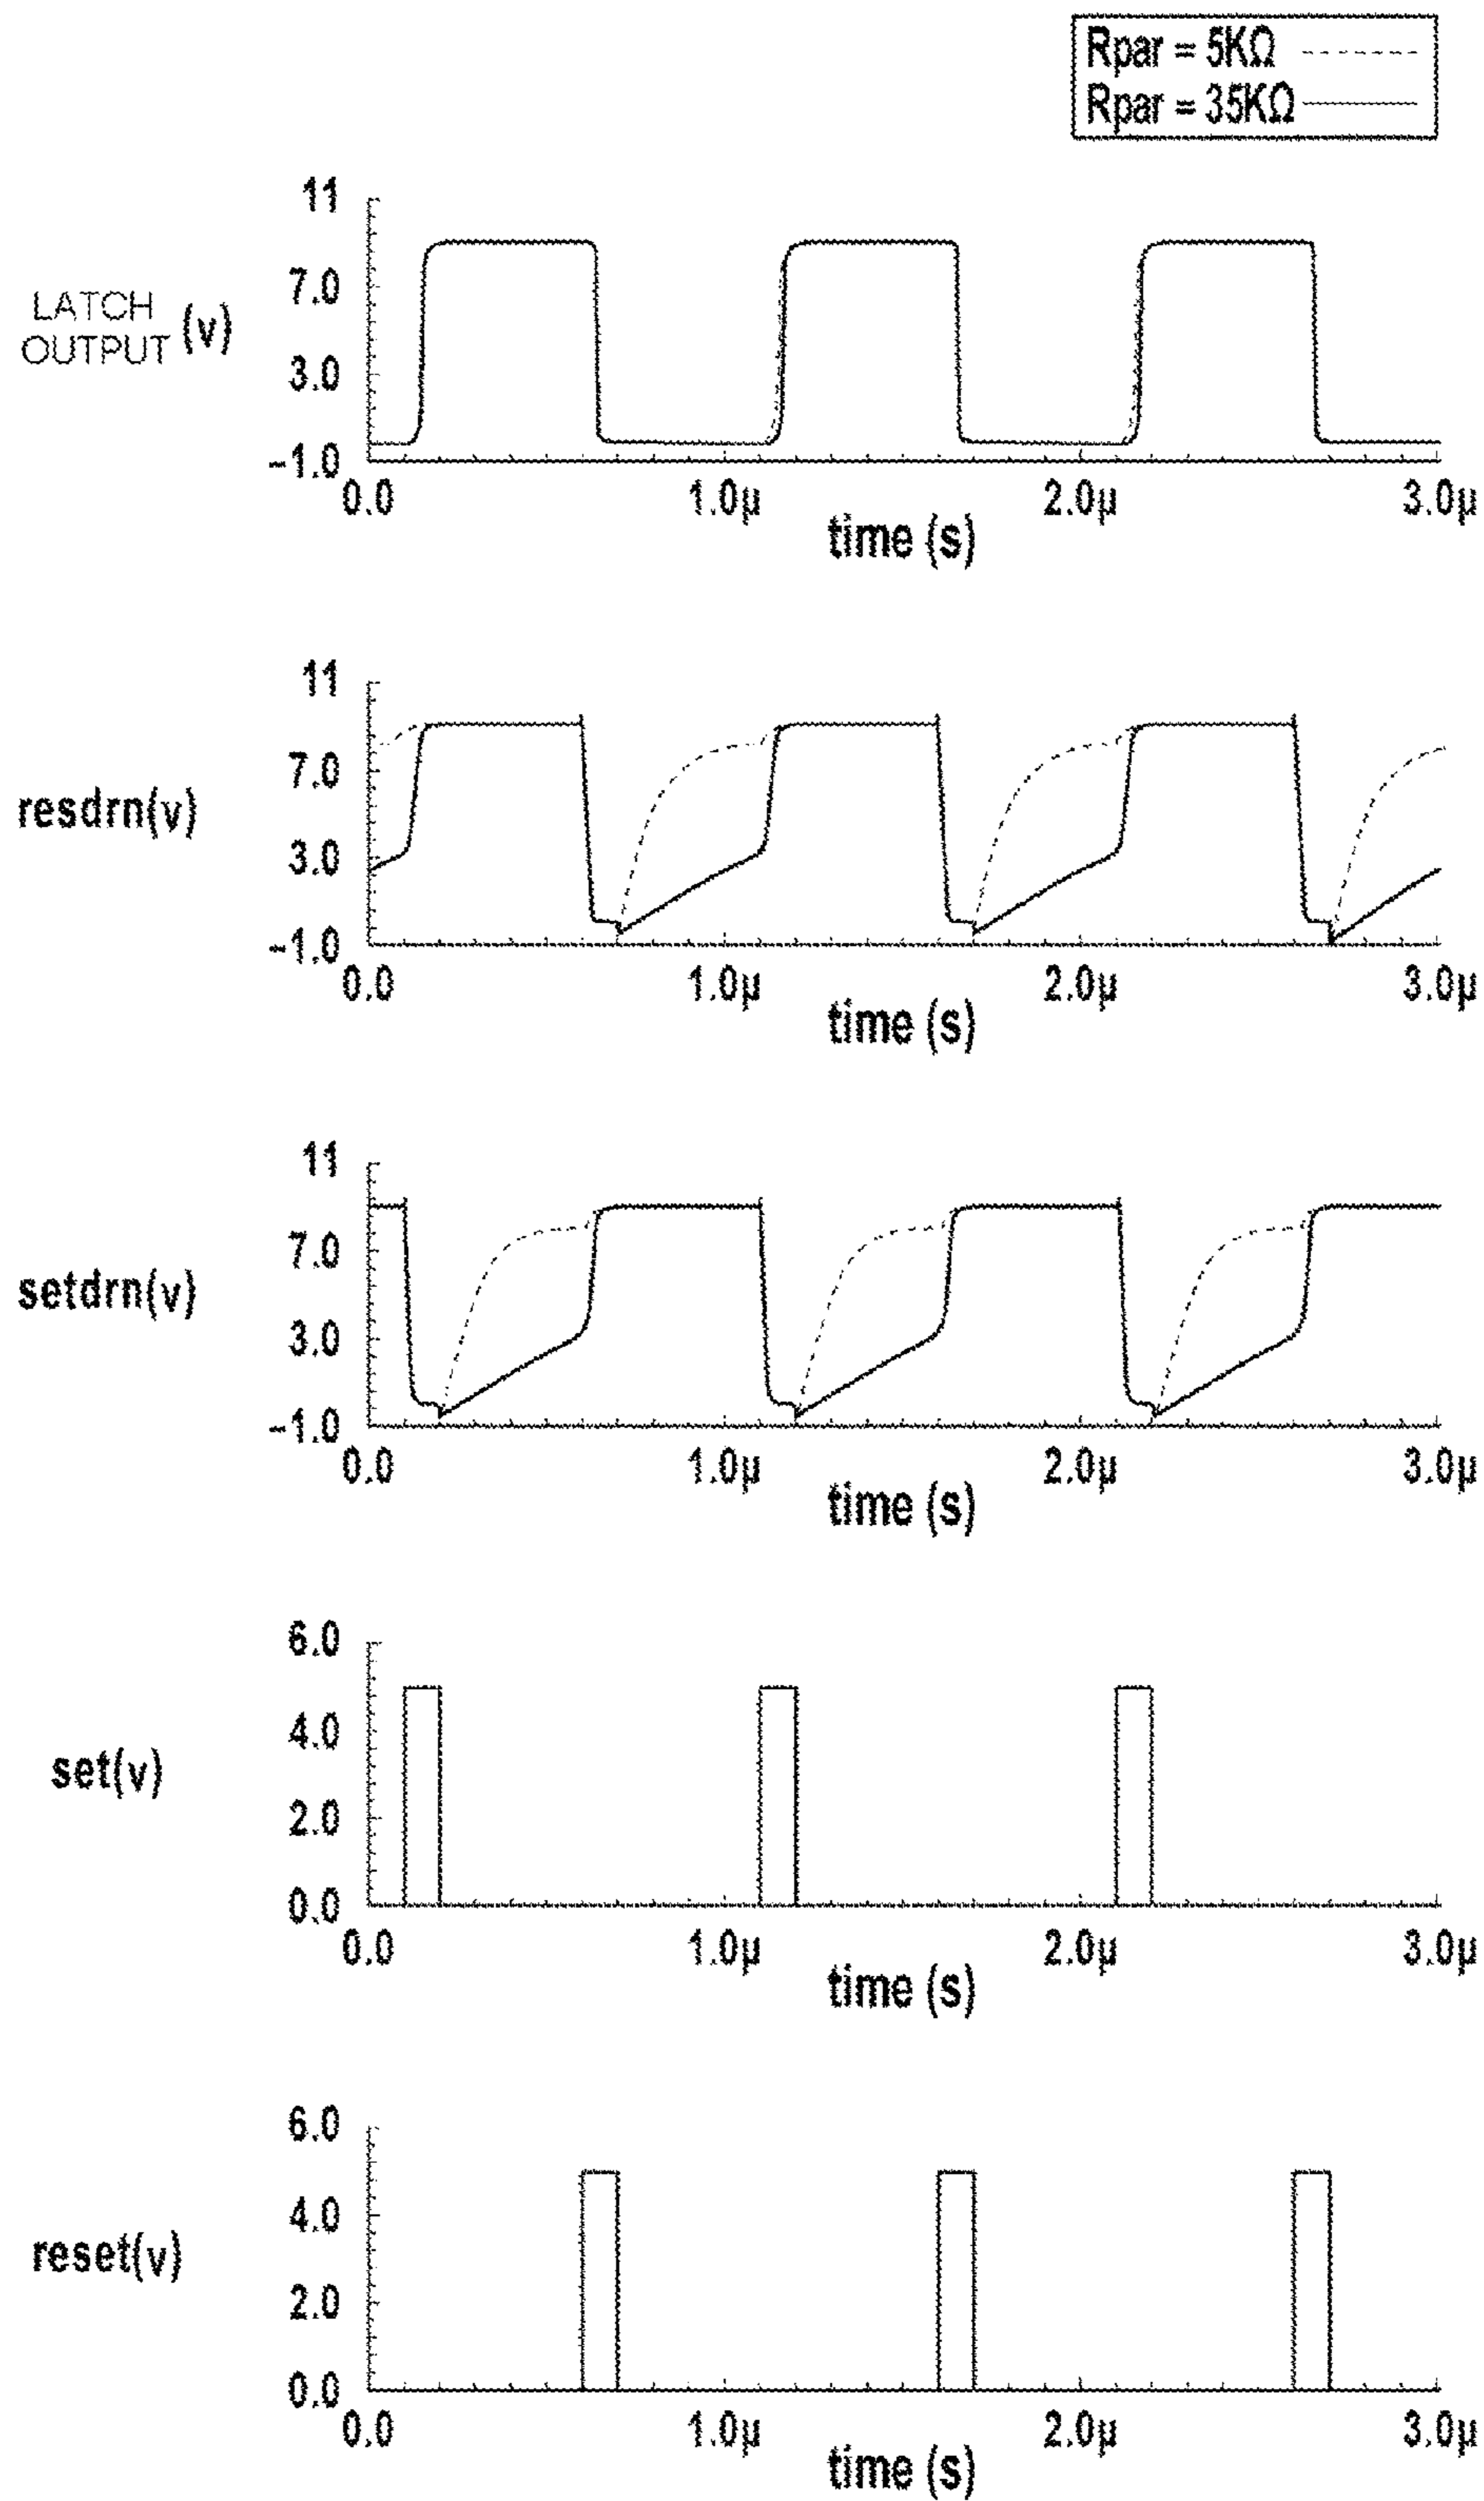 Rpar = 5KΩ
Rpar = 35KΩ
11
7.0
3.0
-1.0
LATCH
OUTPUT (v)
0.0 1.0µ 2.0µ 3.0µ
time (s)
11
7.0
3.0
-1.0
resdrn(v)
0.0 1.0µ 2.0µ 3.0µ
time (s)
11
7.0
3.0
-1.0
setdrn(v)
0.0 1.0µ 2.0µ 3.0µ
time (s)
6.0
4.0
2.0
0.0
set(v)
0.0 1.0µ 2.0µ 3.0µ
time (s)
6.0
4.0
2.0
0.0
reset(v)
0.0 1.0µ 2.0µ 3.0µ
time (s)